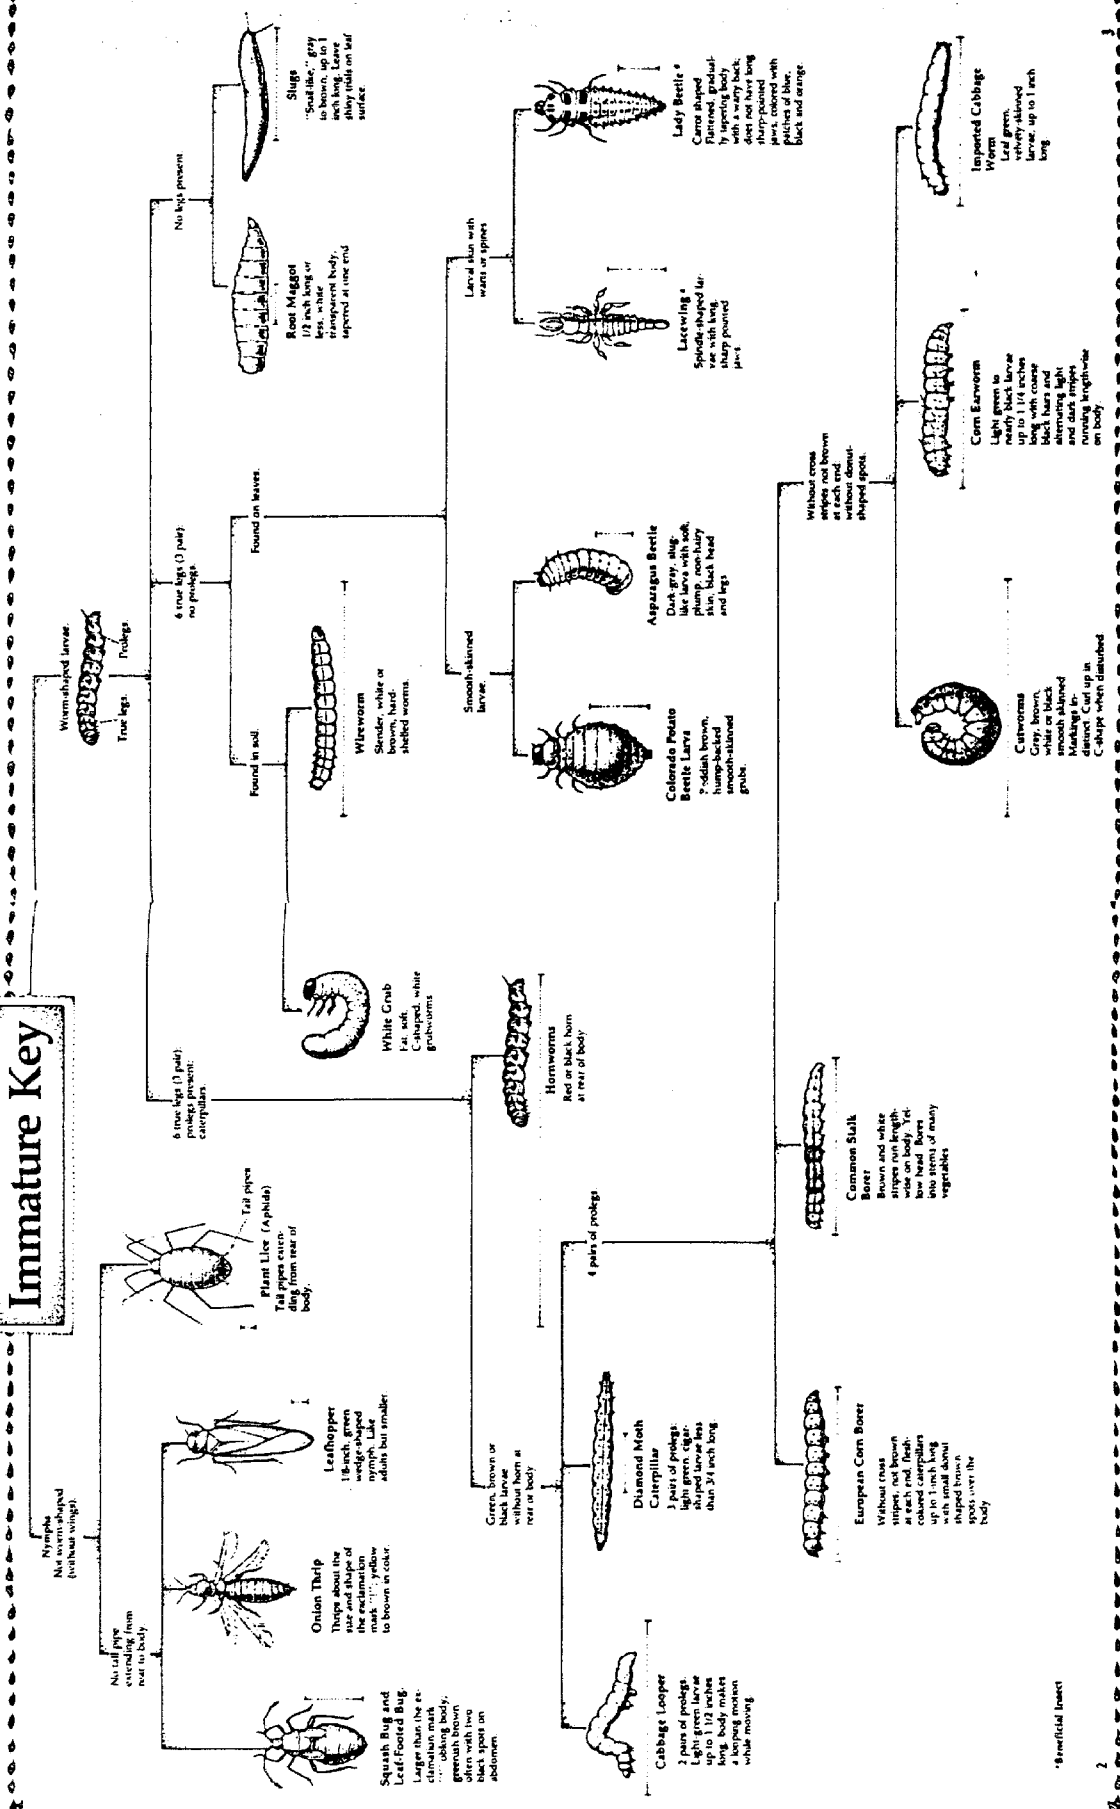 Immature Key
Nymphs
Not worm-shaped
(without wings).
No tail pipe
extending from
rear to body
Squash Bug and
Leaf-Footed Bug.
Larger than the ex-
clamation mark
looking body,
greenish brown
often with two
black spots on
abdomen.
Onion Thrip
Thrips about the
size and shape of
the exclamation
mark "!"; yellow
to brown in color.
Leafhopper
1/8-inch, green
wedge-shaped
nymph. Like
adults but smaller
Plant Lice (Aphids)
Tail pipes exten-
ding from rear of
body.
Tail pipes
Worm-shaped larvae.
True legs.
Prolegs.
6 true legs (3 pair);
prolegs present;
caterpillars.
Green, brown or
black larvae
without horn at
rear or body
Cabbage Looper
2 pairs of prolegs.
Light green larvae
up to 1 1/2 inches
long, body makes
a looping motion
while moving.
Diamond Moth
Caterpillar
3 pairs of prolegs;
light green, cigar-
shaped larvae less
than 3/4 inch long.
4 pairs of prolegs.
European Corn Borer
Without cross
stripes, not brown
at each end, flesh-
colored caterpillars
up to 1-inch long
with small donut
shaped brown
spots over the
body
Common Stalk
Borer
Brown and white
stripes run length-
wise on body. Yel-
low head. Bores
into stems of many
vegetables
Without cross
stripes not brown
at each end
without donut-
shaped spots.
Cutworms
Gray, brown,
white or black
smooth skinned
Markings in-
distinct. Curl up in
C-shape when disturbed
Corn Earworm
Light green to
nearly black larvae
up to 1 1/4 inches
long with coarse
black hairs and
alternating light
and dark stripes
running lengthwise
on body
Imported Cabbage
Worm
Leaf green,
velvety-skinned
larvae, up to 1 inch
long
Hornworms
Red or black horn
at rear of body
6 true legs (3 pair);
no prolegs.
Found in soil.
White Grub
Fat, soft,
C-shaped, white
grubworms
Wireworm
Slender, white or
brown, hard-
shelled worms.
Found on leaves.
Smooth-skinned
larvae.
Colorado Potato
Beetle Larva
Reddish brown,
hump-backed
smooth-skinned
grubs.
Asparagus Beetle
Dark-gray, slug-
like larva with soft,
plump, non-hairy
skin, black head
and legs
Larval skin with
warts or spines
Lacewing *
Spindle-shaped lar-
vae with long,
sharp pointed
jaws.
Lady Beetle *
Carrot shaped
Flattened, gradual-
ly tapering body
with a warty back;
does not have long
sharp-pointed
jaws, colored with
patches of blue,
black and orange.
No legs present
Root Maggot
1/2 inch long or
less, white
transparent body,
tapered at one end
Slugs
"Snail-like," gray
to brown, up to 1
inch long. Leave
shiny trials on leaf
surface.
*Beneficial Insect
2
3